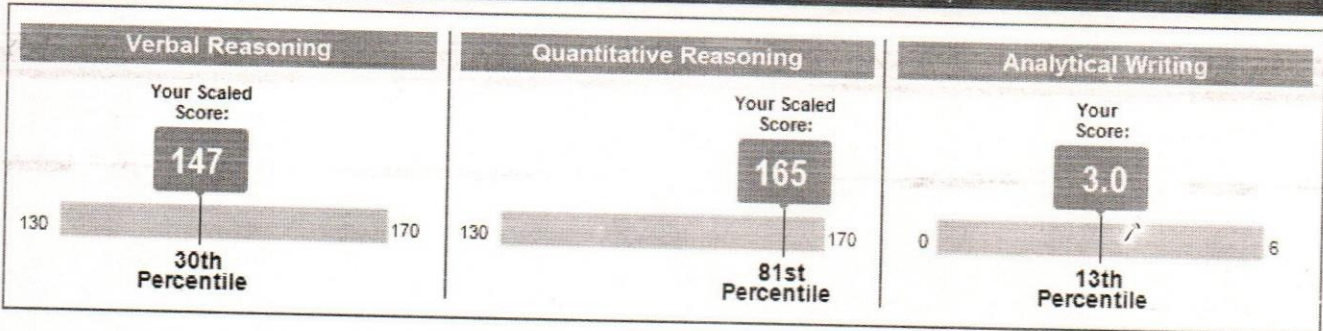 Verbal Reasoning
Your Scaled
Score:
147
130
170
30th
Percentile
Quantitative Reasoning
Your Scaled
Score:
165
130
170
81st
Percentile
Analytical Writing
Your
Score:
3.0
0
6
13th
Percentile